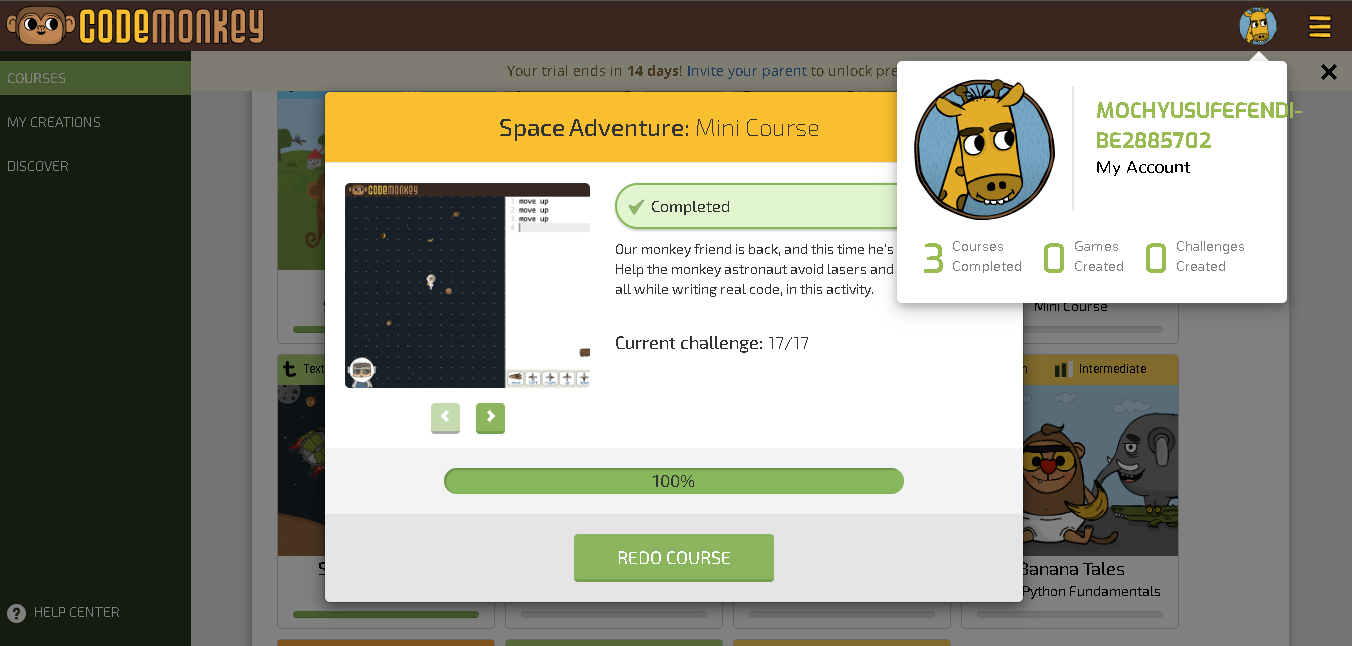 CODEMONKEY
COURSES
MY CREATIONS
DISCOVER
HELP CENTER
Your trial ends in 14 days! Invite your parent to unlock pre
Space Adventure: Mini Course
CODEMONKEY
1 move up
2 move up
3 move up
4
Completed
Our monkey friend is back, and this time he's
Help the monkey astronaut avoid lasers and
all while writing real code, in this activity.
Current challenge: 17/17
100%
REDO COURSE
MOCHYUSUFEFENDI-
BE2885702
My Account
3 Courses Completed
0 Games Created
0 Challenges Created
Mini Course
t Text
Intermediate
Banana Tales
Python Fundamentals